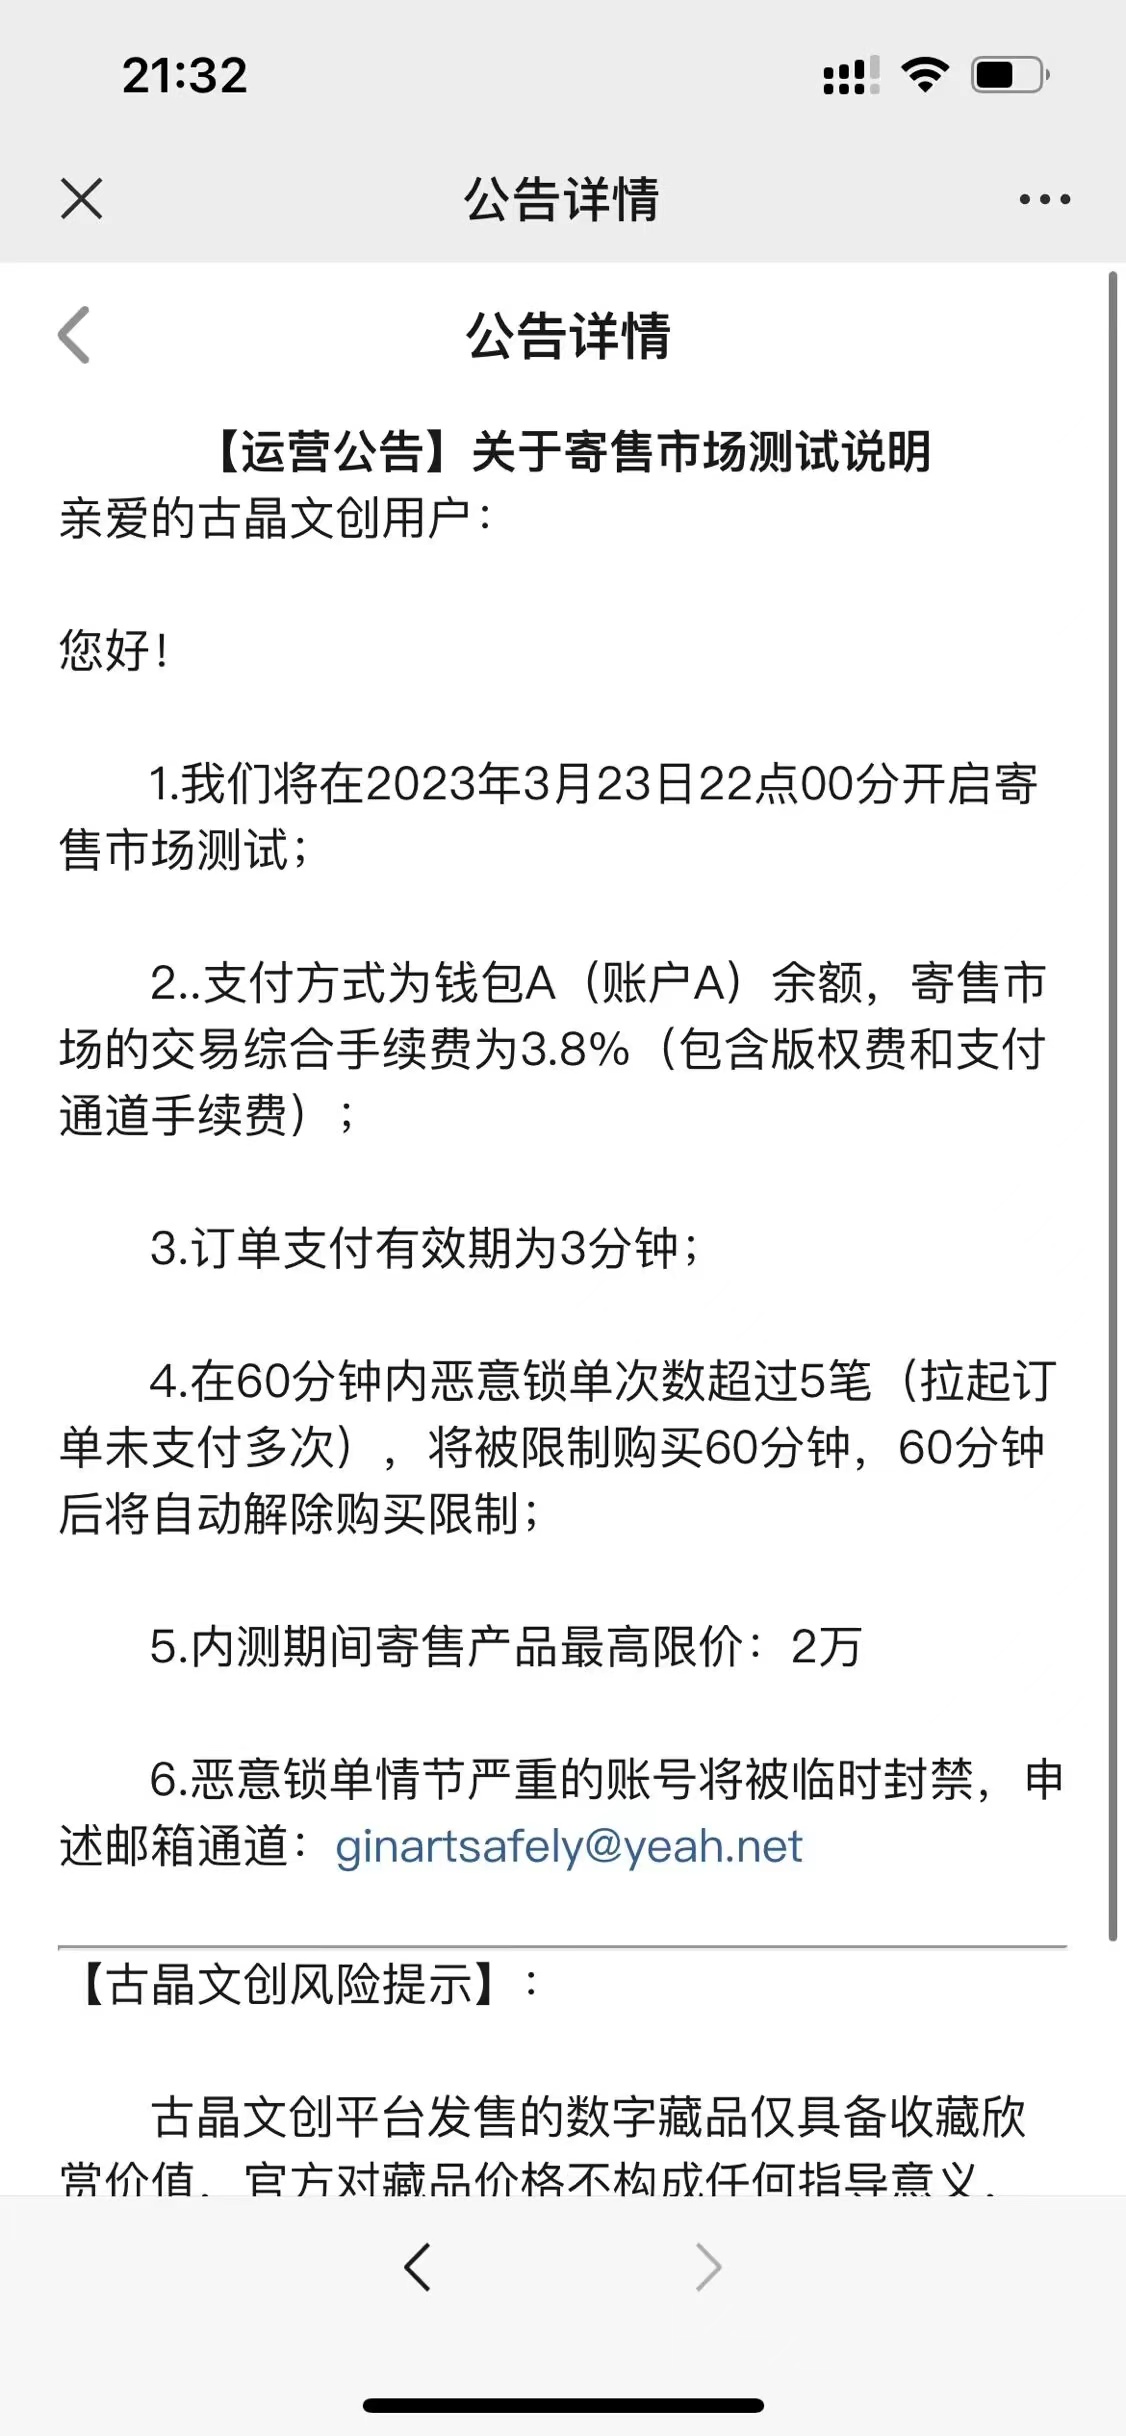 21:32
公告详情
公告详情
【运营公告】关于寄售市场测试说明
亲爱的古晶文创用户：
您好！
1.我们将在2023年3月23日22点00分开启寄
售市场测试；
2..支付方式为钱包A（账户A）余额，寄售市
场的交易综合手续费为3.8%（包含版权费和支付
通道手续费）；
3.订单支付有效期为3分钟；
4.在60分钟内恶意锁单次数超过5笔（拉起订
单未支付多次），将被限制购买60分钟，60分钟
后将自动解除购买限制；
5.内测期间寄售产品最高限价：2万
6.恶意锁单情节严重的账号将被临时封禁，申
述邮箱通道：ginartsafely@yeah.net
【古晶文创风险提示】：
古晶文创平台发售的数字藏品仅具备收藏欣
赏价值，官方对藏品价格不构成任何指导意义，